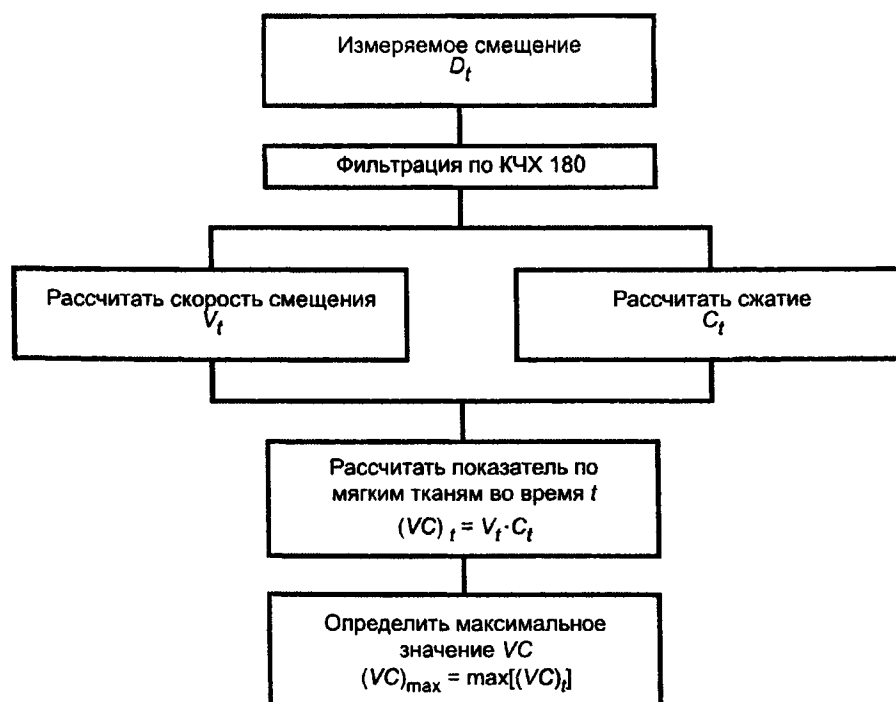 Измеряемое смещение
D_t
Фильтрация по КЧХ 180
Рассчитать скорость смещения
V_t
Рассчитать сжатие
C_t
Рассчитать показатель по
мягким тканям во время t
(VC) _t = V_t·C_t
Определить максимальное
значение VC
(VC)_max = max[(VC)_t]